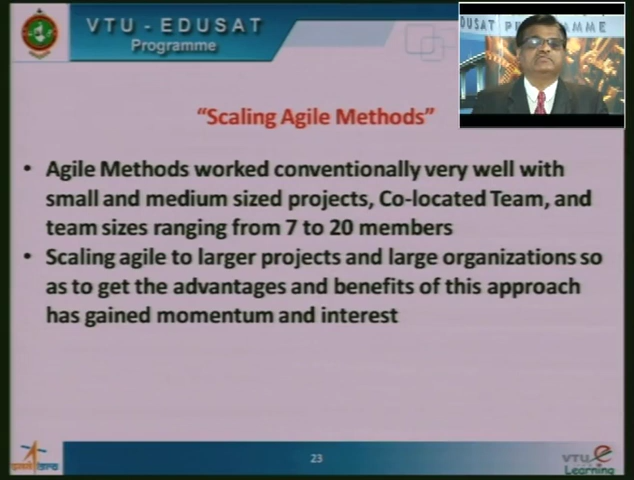 VTU - EDUSAT
Programme
DUSAT PROGRAMME
“Scaling Agile Methods”
• Agile Methods worked conventionally very well with
small and medium sized projects, Co-located Team, and
team sizes ranging from 7 to 20 members
• Scaling agile to larger projects and large organizations so
as to get the advantages and benefits of this approach
has gained momentum and interest
23
VTU e
Learning